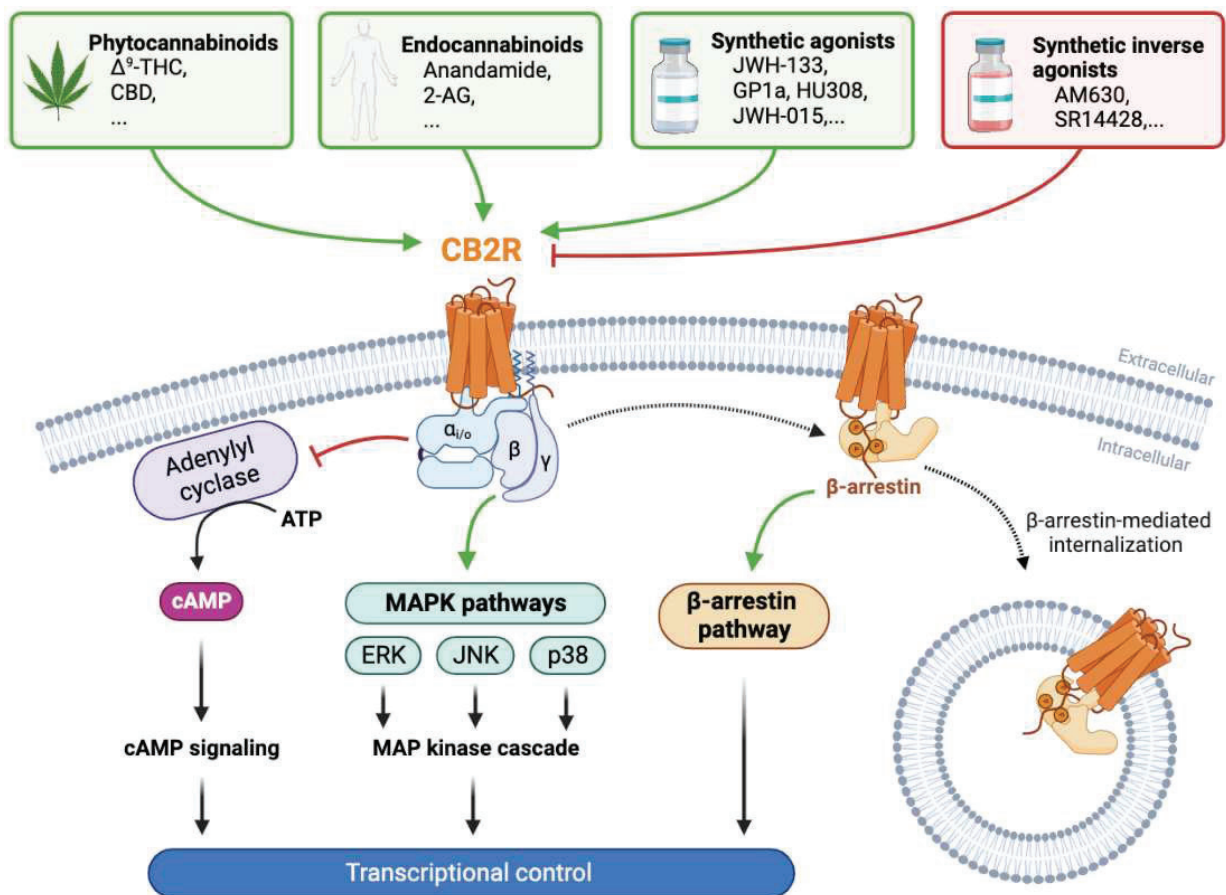 Phytocannabinoids
Δ⁹-THC,
CBD,
...
Endocannabinoids
Anandamide,
2-AG,
...
Synthetic agonists
JWH-133,
GP1a, HU308,
JWH-015,...
Synthetic inverse
agonists
AM630,
SR14428,...
CB2R
Extracellular
Intracellular
αi/o
β
γ
Adenylyl
cyclase
ATP
P
P
P
β-arrestin
β-arrestin-mediated
internalization
cAMP
MAPK pathways
ERK
JNK
p38
β-arrestin
pathway
P
P
P
cAMP signaling
MAP kinase cascade
Transcriptional control